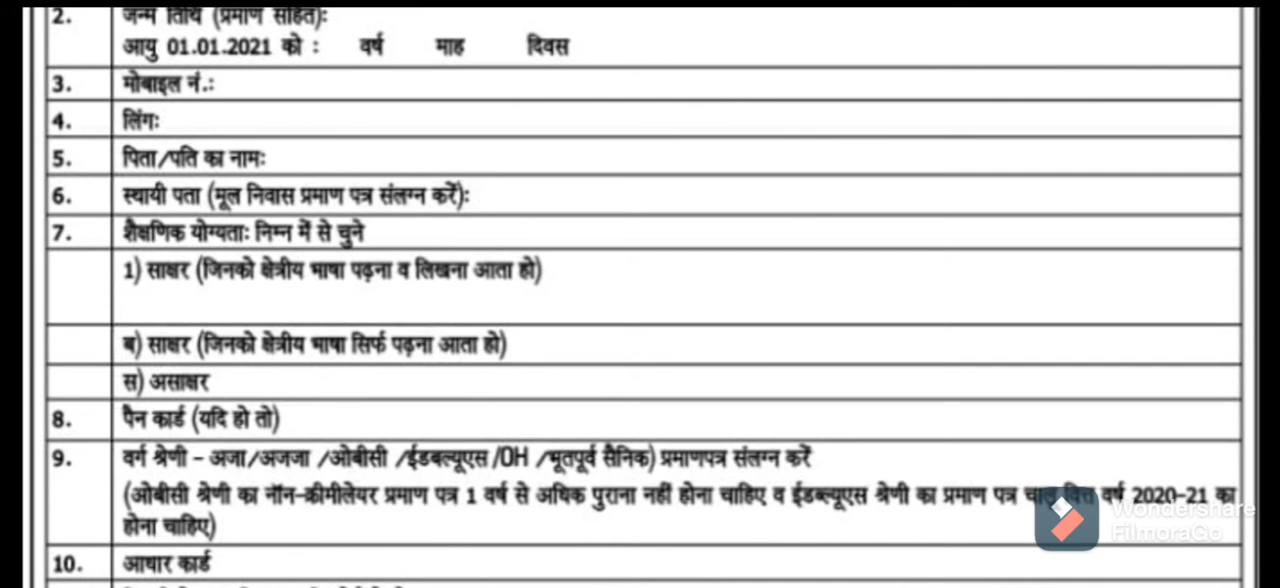 2. जन्म तिथि (प्रमाण सहित):
आयु 01.01.2021 को : वर्ष माह दिवस
3. मोबाइल नं.:
4. लिंग:
5. पिता/पति का नाम:
6. स्थायी पता (मूल निवास प्रमाण पत्र संलग्न करें):
7. शैक्षणिक योग्यता: निम्न में से चुने
1) साक्षर (जिनको क्षेत्रीय भाषा पढ़ना व लिखना आता हो)
ब) साक्षर (जिनको क्षेत्रीय भाषा सिर्फ पढ़ना आता हो)
स) असाक्षर
8. पैन कार्ड (यदि हो तो)
9. वर्ग श्रेणी – अजा/अजजा /ओबीसी /ईडबल्यूएस /OH /भूतपूर्व सैनिक) प्रमाणपत्र संलग्न करें
(ओबीसी श्रेणी का नॉन-क्रीमीलेयर प्रमाण पत्र 1 वर्ष से अधिक पुराना नहीं होना चाहिए व ईडब्ल्यूएस श्रेणी का प्रमाण पत्र चालू वित्त वर्ष 2020-21 का
होना चाहिए)
10. आधार कार्ड
Wondershare
FilmoraGo